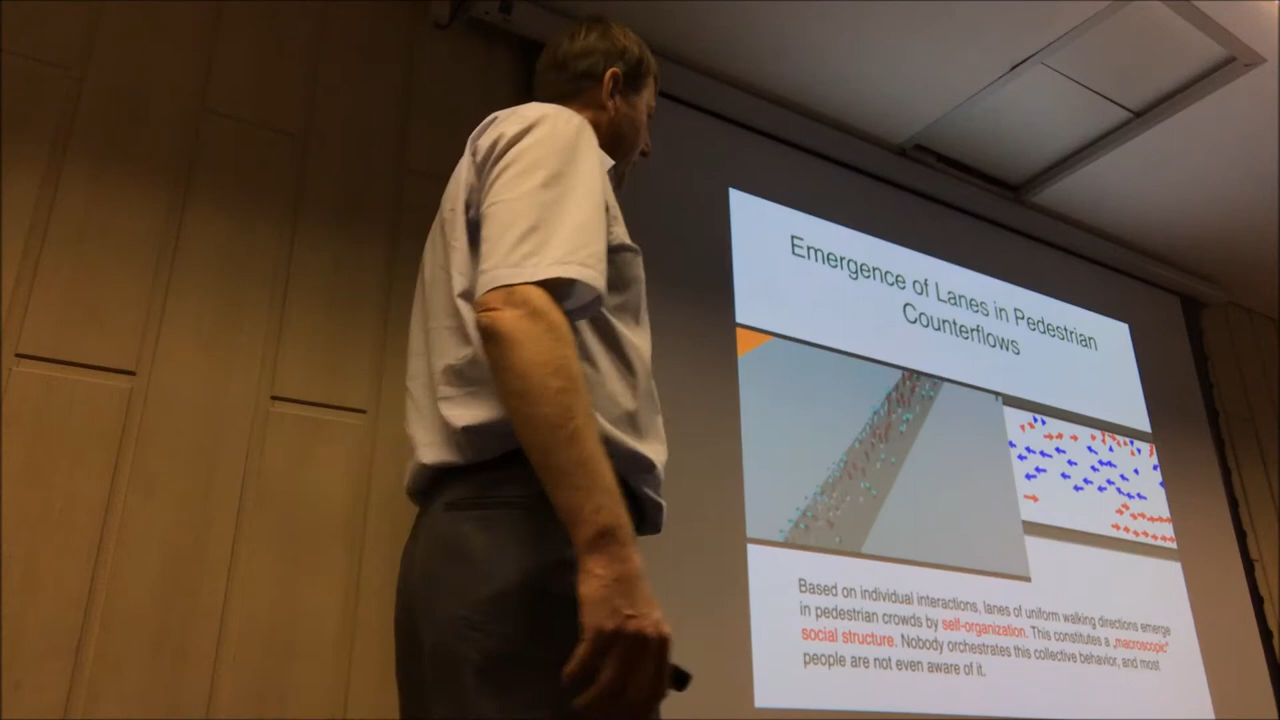 Emergence of Lanes in Pedestrian
Counterflows
Based on individual interactions, lanes of uniform walking directions emerge
in pedestrian crowds by self-organization. This constitutes a „macroscopic“
social structure. Nobody orchestrates this collective behavior, and most
people are not even aware of it.